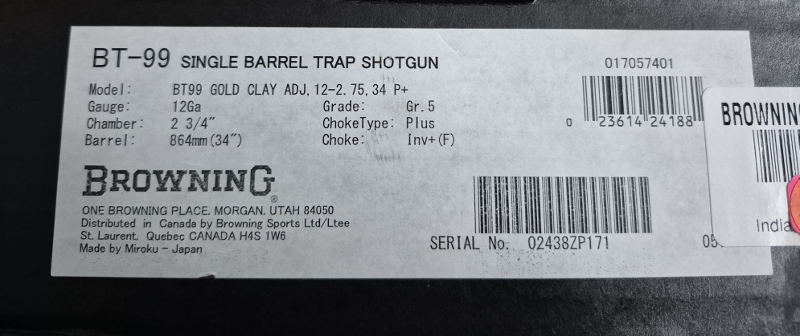 BT-99 SINGLE BARREL TRAP SHOTGUN
017057401
Model: BT99 GOLD CLAY ADJ,12-2.75,34 P+
Gauge: 12Ga Grade: Gr.5
Chamber: 2 3/4" ChokeType: Plus
Barrel: 864mm(34") Choke: Inv+(F)
0 23614 24188
BROWNING
BROWNING®
ONE BROWNING PLACE. MORGAN. UTAH 84050
Distributed in Canada by Browning Sports Ltd/Ltee
St. Laurent. Quebec CANADA H4S 1W6
Made by Miroku - Japan
SERIAL No. 02438ZP171
India